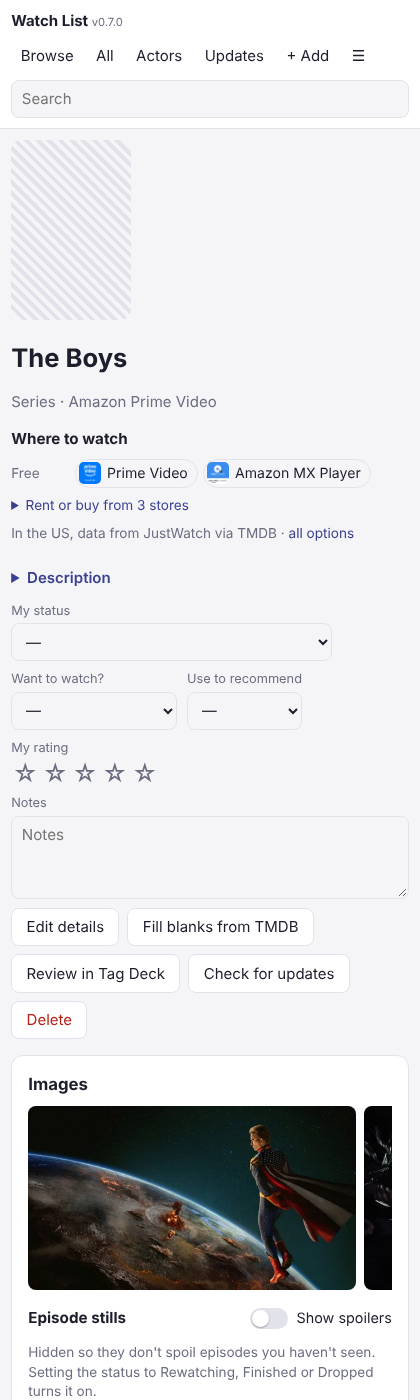 Watch List v0.7.0
Browse All Actors Updates + Add ☰
Search
The Boys
Series · Amazon Prime Video
Where to watch
Free Prime Video Amazon MX Player
▶ Rent or buy from 3 stores
In the US, data from JustWatch via TMDB · all options
▶ Description
My status
—
Want to watch? Use to recommend
— —
My rating
☆ ☆ ☆ ☆ ☆
Notes
Notes
Edit details Fill blanks from TMDB
Review in Tag Deck Check for updates
Delete
Images
Episode stills Show spoilers
Hidden so they don't spoil episodes you haven't seen.
Setting the status to Rewatching, Finished or Dropped
turns it on.